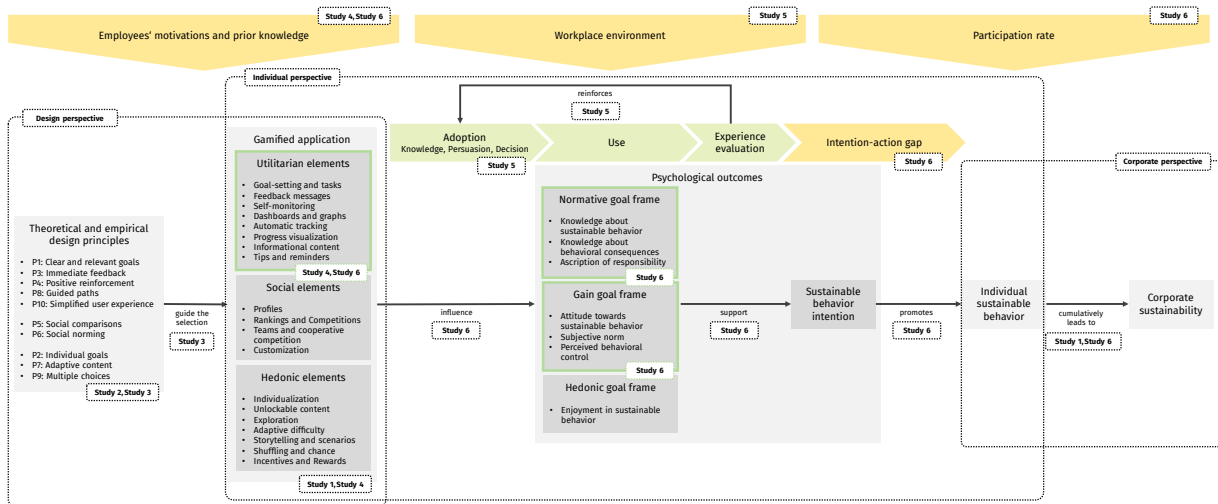 Study 4, Study 6
Employees' motivations and prior knowledge
Study 5
Workplace environment
Study 6
Participation rate
Individual perspective
Design perspective
Corporate perspective
reinforces
Study 5
Adoption
Knowledge, Persuasion, Decision
Study 5
Use
Experience
evaluation
Intention-action gap
Study 6
Theoretical and empirical
design principles
P1: Clear and relevant goals
P3: Immediate feedback
P4: Positive reinforcement
P8: Guided paths
P10: Simplified user experience
P5: Social comparisons
P6: Social norming
P2: Individual goals
P7: Adaptive content
P9: Multiple choices
Study 2, Study 3
guide the
selection
Study 3
Gamified application
Utilitarian elements
• Goal-setting and tasks
• Feedback messages
• Self-monitoring
• Dashboards and graphs
• Automatic tracking
• Progress visualization
• Informational content
• Tips and reminders
Study 4, Study 6
Social elements
• Profiles
• Rankings and Competitions
• Teams and cooperative
competition
• Customization
Hedonic elements
• Individualization
• Unlockable content
• Exploration
• Adaptive difficulty
• Storytelling and scenarios
• Shuffling and chance
• Incentives and Rewards
Study 1, Study 4
influence
Study 6
Psychological outcomes
Normative goal frame
• Knowledge about
sustainable behavior
• Knowledge about
behavioral consequences
• Ascription of responsibility
Study 6
Gain goal frame
• Attitude towards
sustainable behavior
• Subjective norm
• Perceived behavioral
control
Study 6
Hedonic goal frame
• Enjoyment in sustainable
behavior
support
Study 6
Sustainable
behavior
intention
promotes
Study 6
Individual
sustainable
behavior
cumulatively
leads to
Study 1, Study 6
Corporate
sustainability